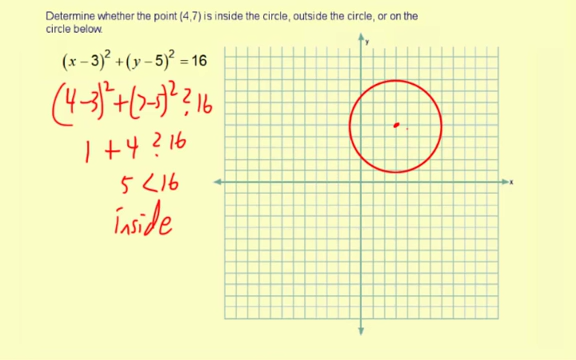 Determine whether the point (4,7) is inside the circle, outside the circle, or on the
circle below.
(x – 3)² + (y – 5)² = 16
(4-3)² + (7-5)² ? 16
1 + 4 ? 16
5 < 16
inside
y
x